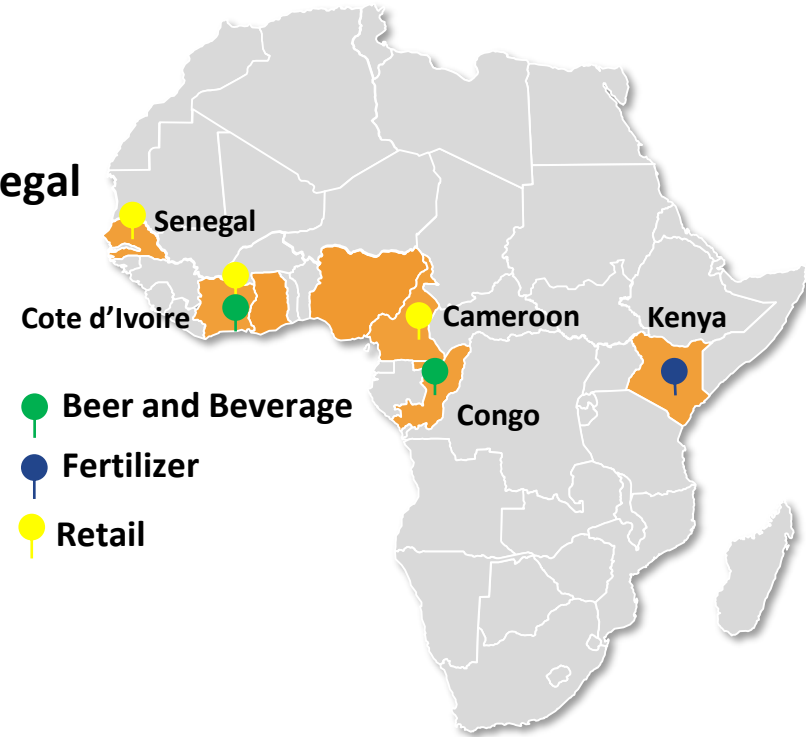 egal
Senegal
Cote d’Ivoire
Cameroon
Kenya
Congo
Beer and Beverage
Fertilizer
Retail